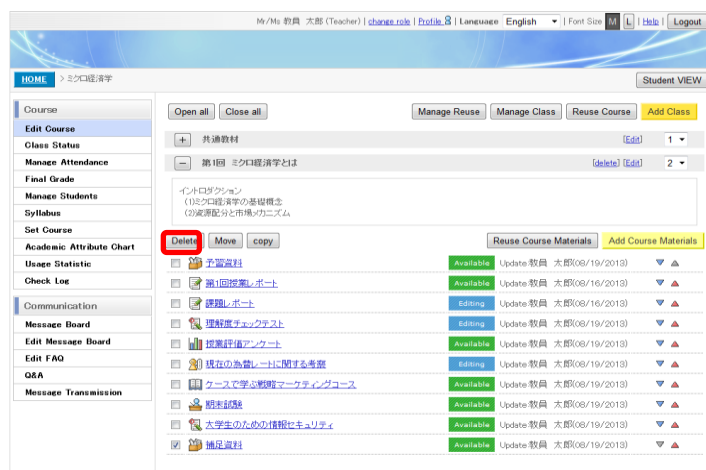 Mr/Ms 教員 太郎 (Teacher) | change role | Profile | Language English ▼ | Font Size M L | Help | Logout
HOME > ミクロ経済学 Student VIEW
Course
Edit Course
Class Status
Manage Attendance
Final Grade
Manage Students
Syllabus
Set Course
Academic Attribute Chart
Usage Statistic
Check Log
Communication
Message Board
Edit Message Board
Edit FAQ
Q&A
Message Transmission
Open all Close all Manage Reuse Manage Class Reuse Course Add Class
+ 共通教材 [Edit] 1 ▼
− 第1回 ミクロ経済学とは [delete] [Edit] 2 ▼
イントロダクション
(1)ミクロ経済学の基礎概念
(2)資源配分と市場メカニズム
Delete Move copy Reuse Course Materials Add Course Materials
予習資料 Available Update:教員 太郎(08/19/2013)
第1回授業レポート Available Update:教員 太郎(08/16/2013)
課題レポート Editing Update:教員 太郎(08/16/2013)
理解度チェックテスト Editing Update:教員 太郎(08/19/2013)
授業評価アンケート Available Update:教員 太郎(08/19/2013)
現在の為替レートに関する考察 Editing Update:教員 太郎(08/19/2013)
ケースで学ぶ戦略マーケティングコース Available Update:教員 太郎(08/19/2013)
期末試験 Available Update:教員 太郎(08/19/2013)
大学生のための情報セキュリティ Available Update:教員 太郎(08/19/2013)
補足資料 Available Update:教員 太郎(08/19/2013)